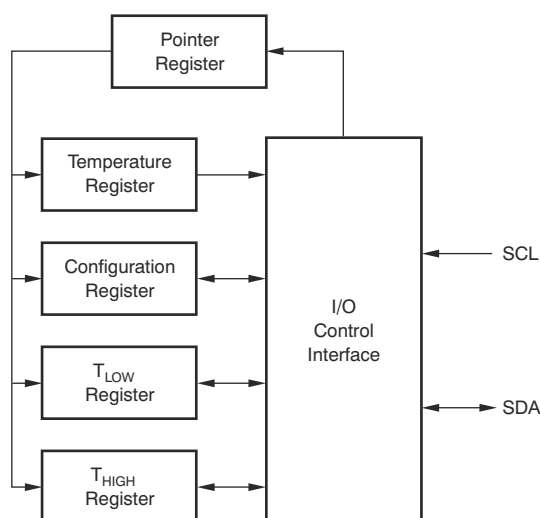 Pointer
Register
Temperature
Register
SCL
Configuration
Register
I/O
Control
Interface
T_LOW
Register
SDA
T_HIGH
Register